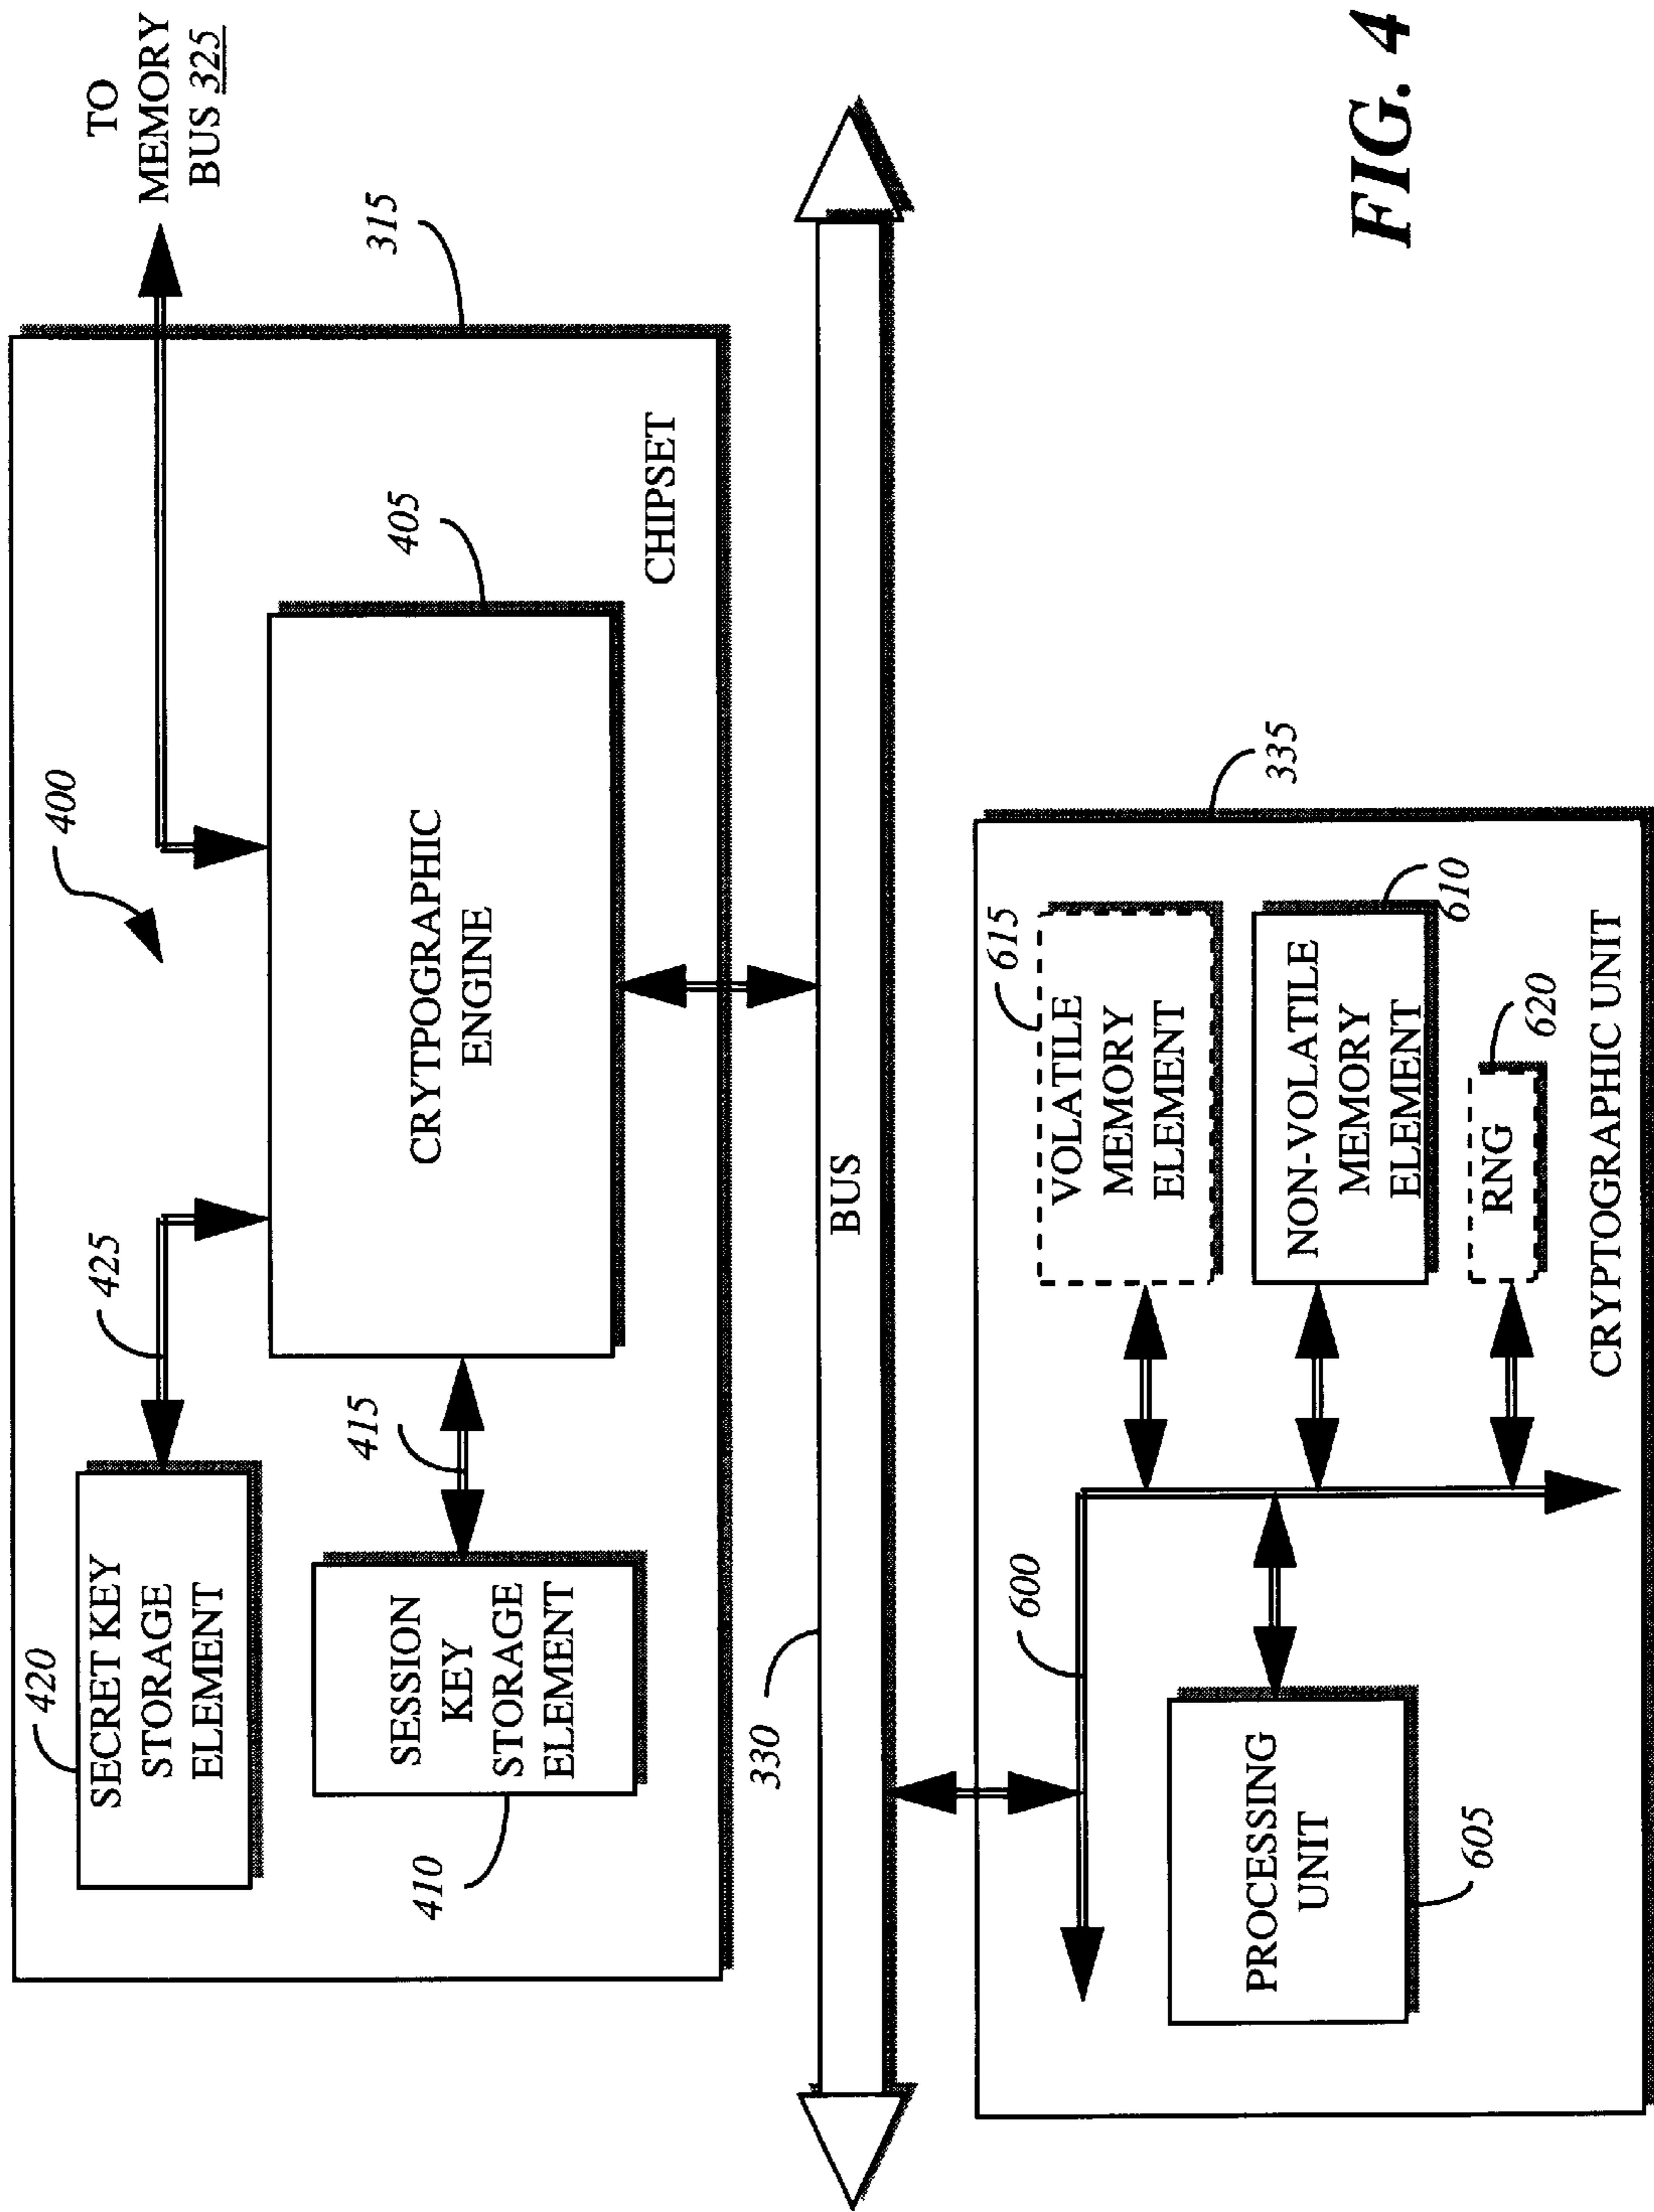 TO
MEMORY
BUS 325
315
400
425
420
SECRET KEY
STORAGE
ELEMENT
405
CRYTPOGRAPHIC
ENGINE
415
SESSION
KEY
STORAGE
ELEMENT
410
CHIPSET
330
BUS
335
600
615
VOLATILE
MEMORY
ELEMENT
PROCESSING
UNIT
605
NON-VOLATILE
MEMORY
ELEMENT
610
RNG
620
CRYPTOGRAPHIC UNIT
FIG. 4